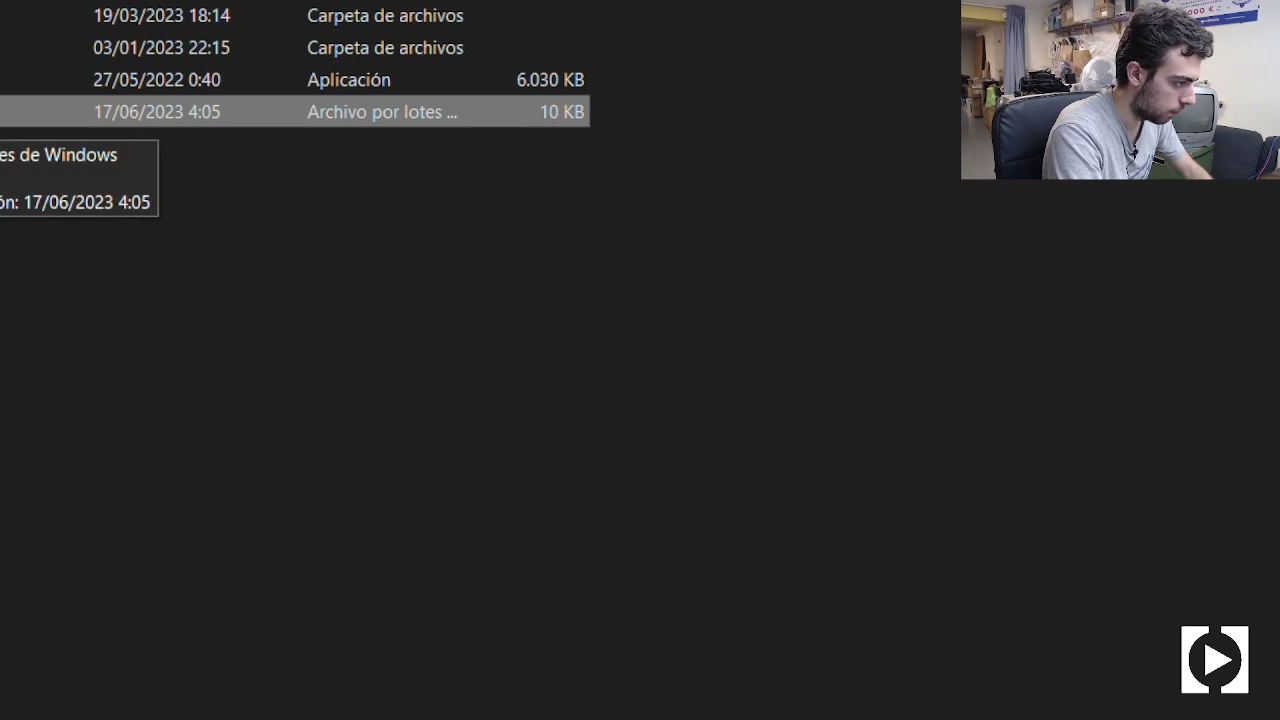 19/03/2023 18:14 Carpeta de archivos
03/01/2023 22:15 Carpeta de archivos
27/05/2022 0:40 Aplicación 6.030 KB
17/06/2023 4:05 Archivo por lotes ... 10 KB
es de Windows
ón: 17/06/2023 4:05